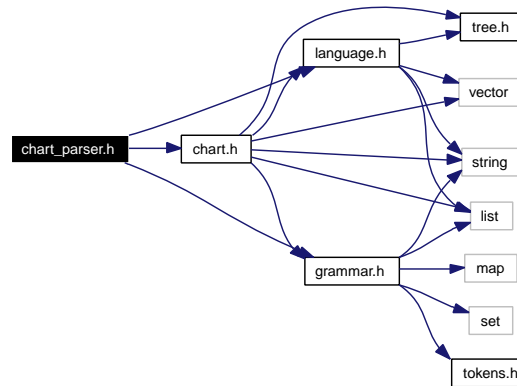 tree.h
language.h
vector
chart_parser.h
chart.h
string
list
grammar.h
map
set
tokens.h